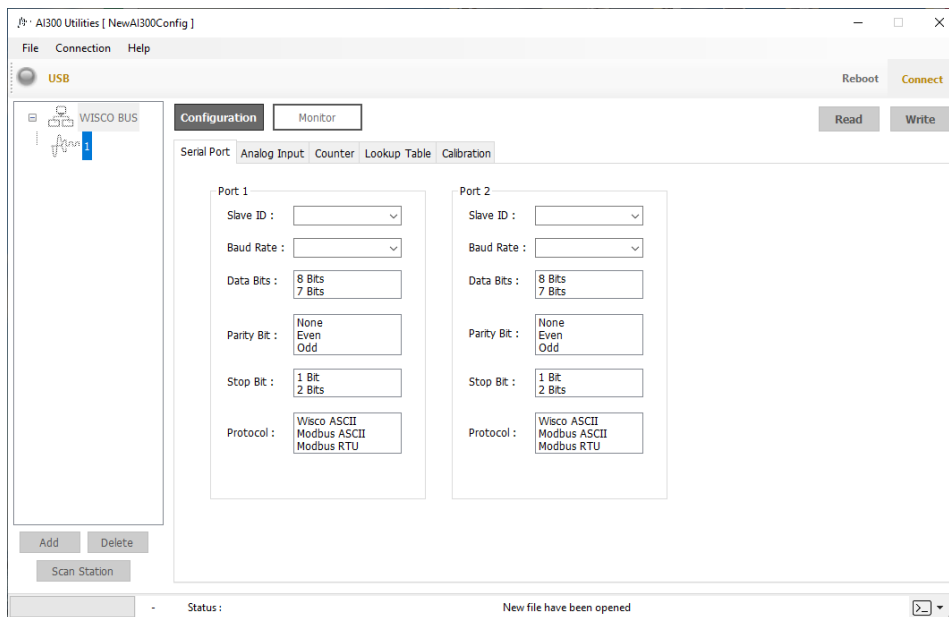 AI300 Utilities [ NewAI300Config ]
File Connection Help
USB
Reboot Connect
WISCO BUS
1
Configuration Monitor
Read Write
Serial Port Analog Input Counter Lookup Table Calibration
Port 1
Slave ID :
Baud Rate :
Data Bits : 8 Bits
7 Bits
Parity Bit : None
Even
Odd
Stop Bit : 1 Bit
2 Bits
Protocol : Wisco ASCII
Modbus ASCII
Modbus RTU
Port 2
Slave ID :
Baud Rate :
Data Bits : 8 Bits
7 Bits
Parity Bit : None
Even
Odd
Stop Bit : 1 Bit
2 Bits
Protocol : Wisco ASCII
Modbus ASCII
Modbus RTU
Add Delete
Scan Station
- Status : New file have been opened